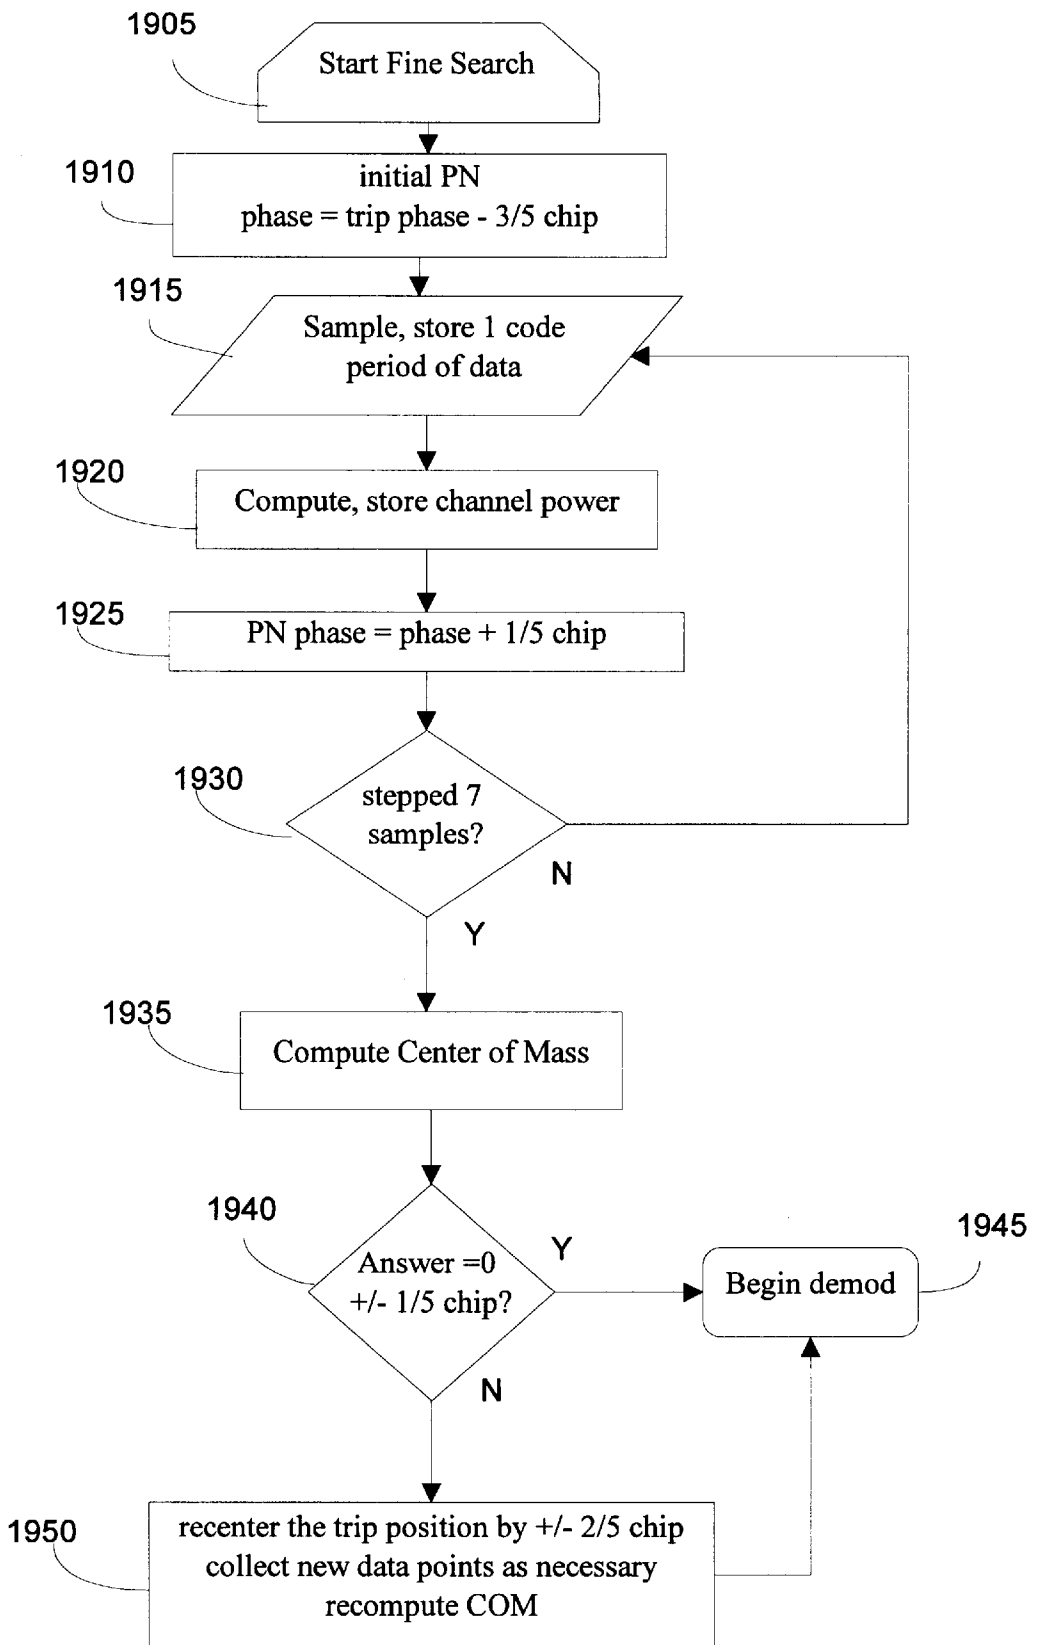 1905
Start Fine Search
1910
initial PN
phase = trip phase - 3/5 chip
1915
Sample, store 1 code
period of data
1920
Compute, store channel power
1925
PN phase = phase + 1/5 chip
1930
stepped 7
samples?
N
Y
1935
Compute Center of Mass
1940
Answer =0
+/- 1/5 chip?
Y
1945
Begin demod
N
1950
recenter the trip position by +/- 2/5 chip
collect new data points as necessary
recompute COM